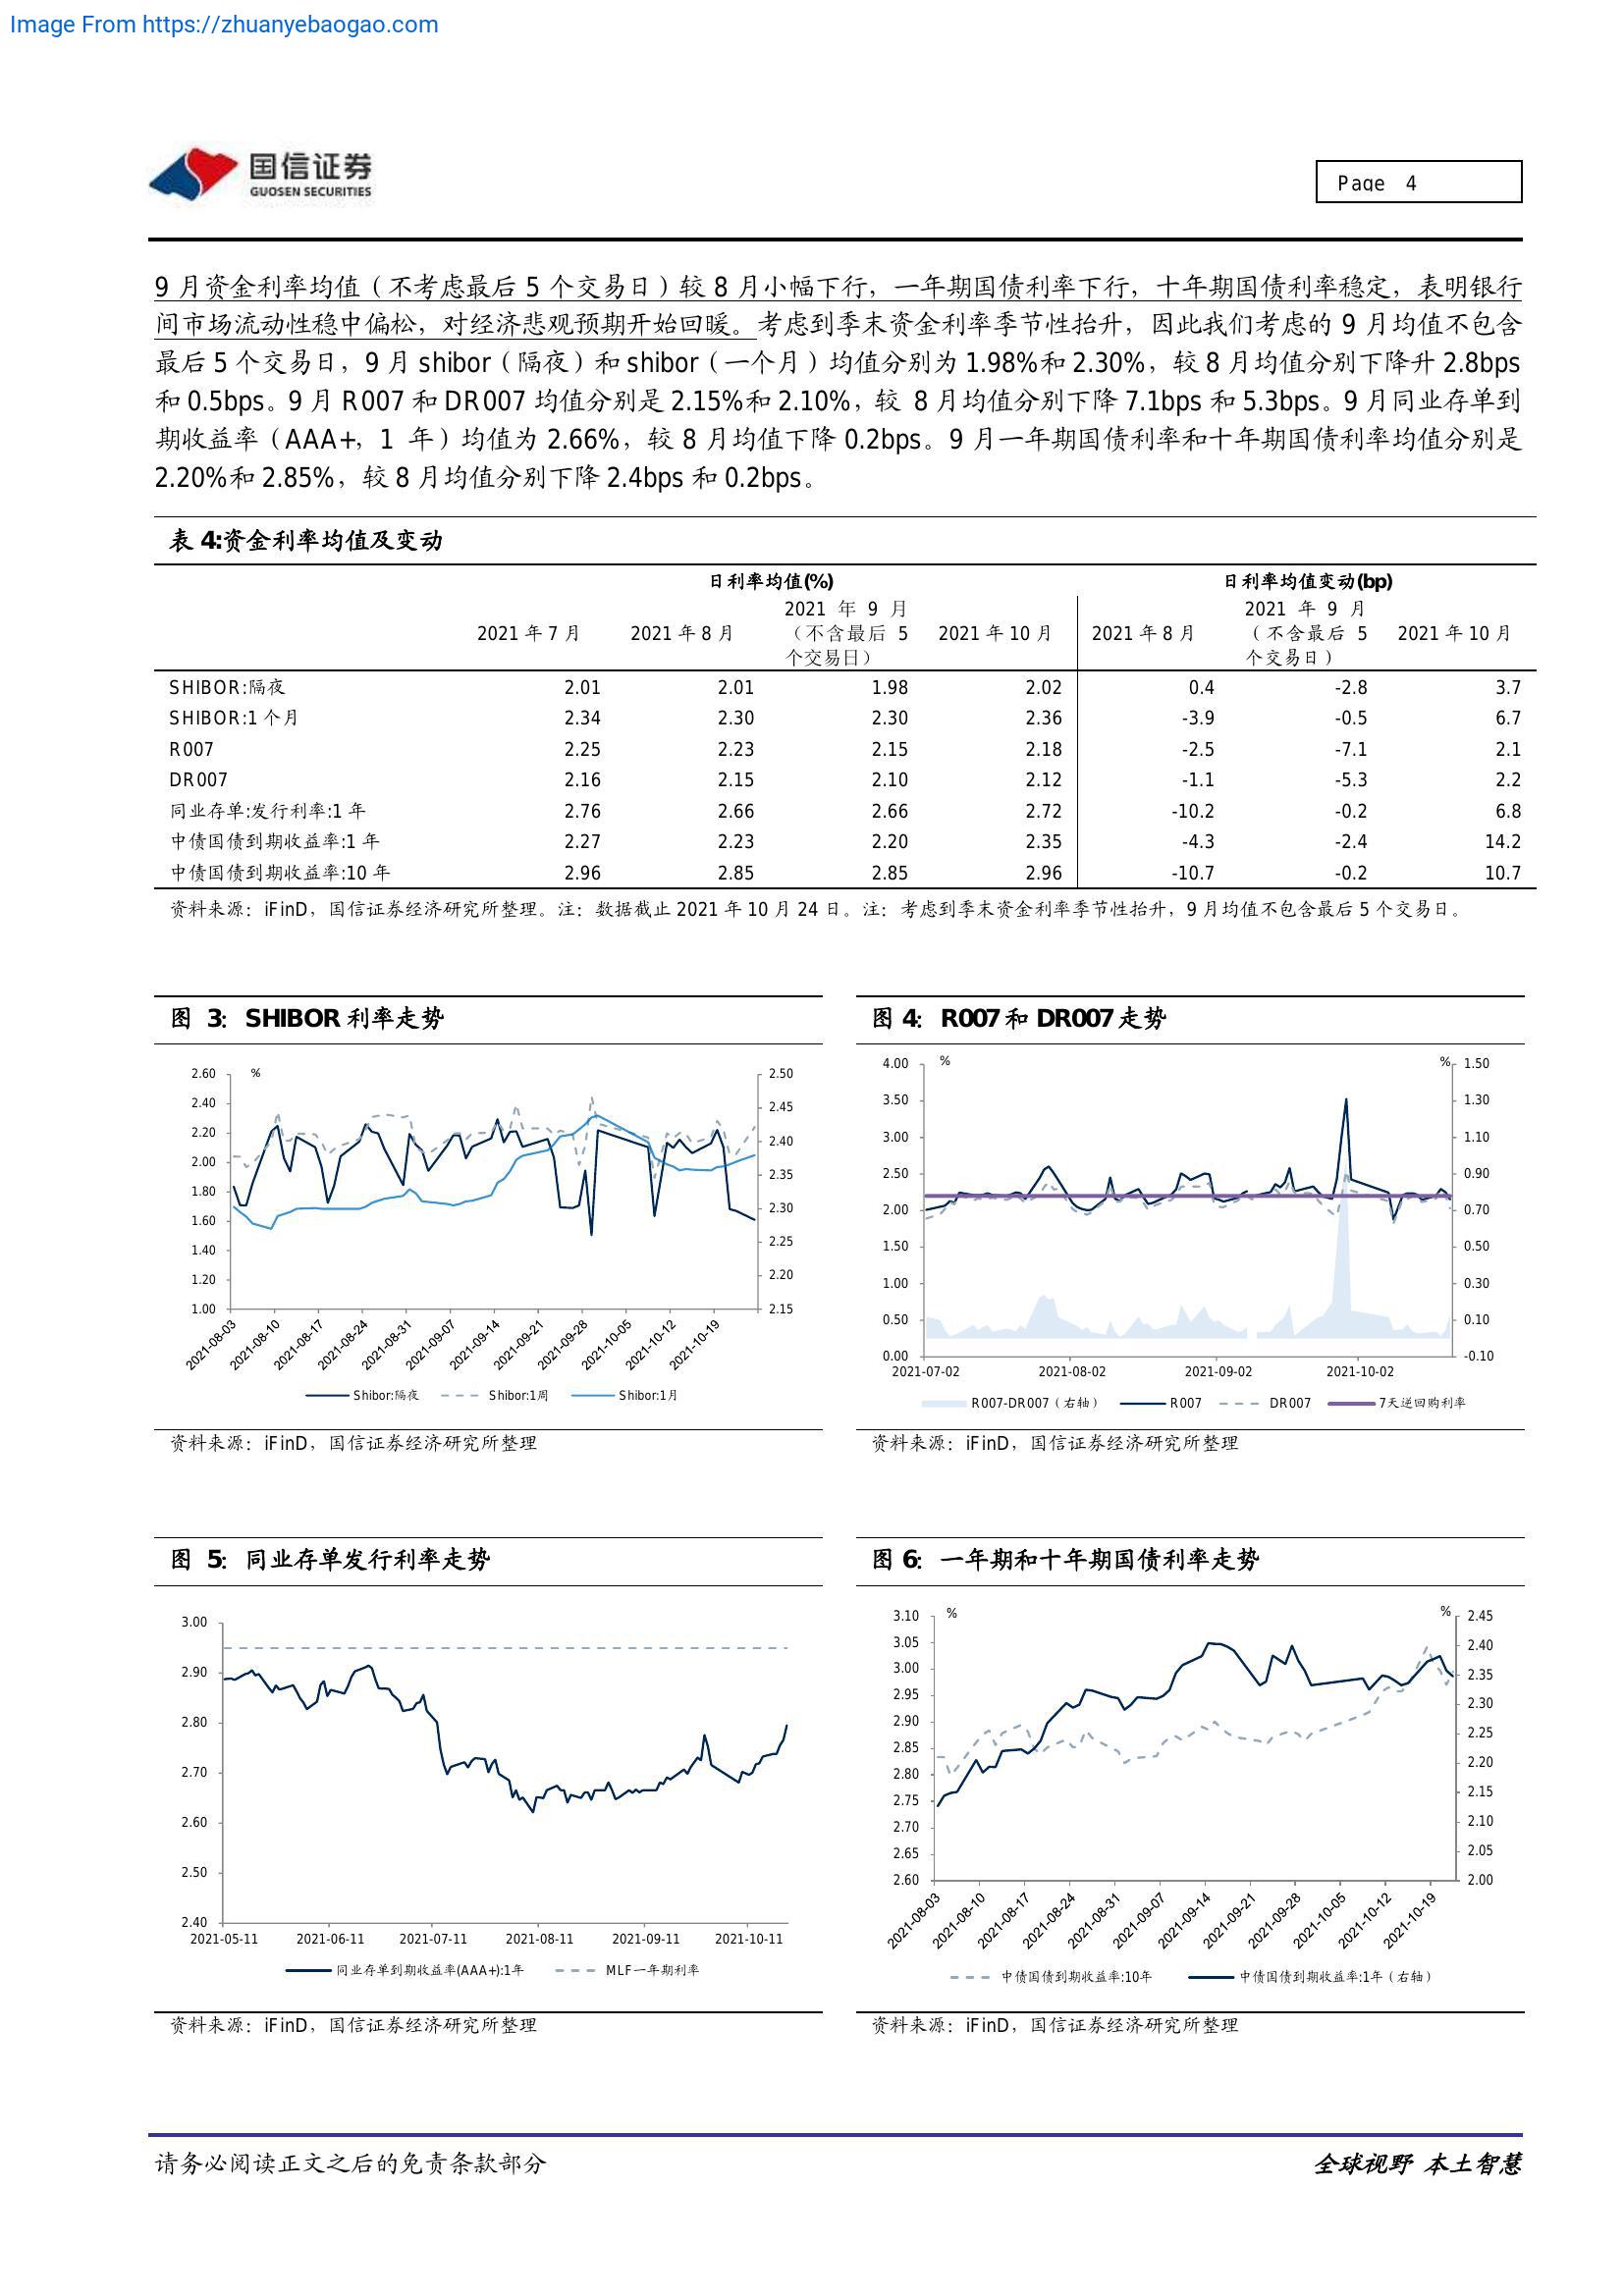 Image From https://zhuanyebaogao.com
国信证券
GUOSEN SECURITIES
Page 4
9 月资金利率均值（不考虑最后 5 个交易日）较 8 月小幅下行，一年期国债利率下行，十年期国债利率稳定，表明银行
间市场流动性稳中偏松，对经济悲观预期开始回暖。考虑到季末资金利率季节性抬升，因此我们考虑的 9 月均值不包含
最后 5 个交易日，9 月 shibor（隔夜）和 shibor（一个月）均值分别为 1.98%和 2.30%，较 8 月均值分别下降升 2.8bps
和 0.5bps。9 月 R007 和 DR007 均值分别是 2.15%和 2.10%，较 8 月均值分别下降 7.1bps 和 5.3bps。9 月同业存单到
期收益率（AAA+，1 年）均值为 2.66%，较 8 月均值下降 0.2bps。9 月一年期国债利率和十年期国债利率均值分别是
2.20%和 2.85%，较 8 月均值分别下降 2.4bps 和 0.2bps。
表 4:资金利率均值及变动
日利率均值(%) 日利率均值变动(bp)
2021 年 7 月 2021 年 8 月 2021 年 9 月（不含最后 5 个交易日） 2021 年 10 月 2021 年 8 月 2021 年 9 月（不含最后 5 个交易日） 2021 年 10 月
SHIBOR:隔夜 2.01 2.01 1.98 2.02 0.4 -2.8 3.7
SHIBOR:1 个月 2.34 2.30 2.30 2.36 -3.9 -0.5 6.7
R007 2.25 2.23 2.15 2.18 -2.5 -7.1 2.1
DR007 2.16 2.15 2.10 2.12 -1.1 -5.3 2.2
同业存单:发行利率:1 年 2.76 2.66 2.66 2.72 -10.2 -0.2 6.8
中债国债到期收益率:1 年 2.27 2.23 2.20 2.35 -4.3 -2.4 14.2
中债国债到期收益率:10 年 2.96 2.85 2.85 2.96 -10.7 -0.2 10.7
资料来源：iFinD，国信证券经济研究所整理。注：数据截止 2021 年 10 月 24 日。注：考虑到季末资金利率季节性抬升，9 月均值不包含最后 5 个交易日。
图 3：SHIBOR 利率走势
%
2.60
2.40
2.20
2.00
1.80
1.60
1.40
1.20
1.00
2.50
2.45
2.40
2.35
2.30
2.25
2.20
2.15
2021-08-03 2021-08-10 2021-08-17 2021-08-24 2021-08-31 2021-09-07 2021-09-14 2021-09-21 2021-09-28 2021-10-05 2021-10-12 2021-10-19
Shibor:隔夜 Shibor:1周 Shibor:1月
资料来源：iFinD，国信证券经济研究所整理
图 4：R007 和 DR007 走势
% %
4.00
3.50
3.00
2.50
2.00
1.50
1.00
0.50
0.00
1.50
1.30
1.10
0.90
0.70
0.50
0.30
0.10
-0.10
2021-07-02 2021-08-02 2021-09-02 2021-10-02
R007-DR007（右轴） R007 DR007 7天逆回购利率
资料来源：iFinD，国信证券经济研究所整理
图 5：同业存单发行利率走势
3.00
2.90
2.80
2.70
2.60
2.50
2.40
2021-05-11 2021-06-11 2021-07-11 2021-08-11 2021-09-11 2021-10-11
同业存单到期收益率(AAA+):1年 MLF一年期利率
资料来源：iFinD，国信证券经济研究所整理
图 6：一年期和十年期国债利率走势
% %
3.10
3.05
3.00
2.95
2.90
2.85
2.80
2.75
2.70
2.65
2.60
2.45
2.40
2.35
2.30
2.25
2.20
2.15
2.10
2.05
2.00
2021-08-03 2021-08-10 2021-08-17 2021-08-24 2021-08-31 2021-09-07 2021-09-14 2021-09-21 2021-09-28 2021-10-05 2021-10-12 2021-10-19
中债国债到期收益率:10年 中债国债到期收益率:1年（右轴）
资料来源：iFinD，国信证券经济研究所整理
请务必阅读正文之后的免责条款部分
全球视野 本土智慧